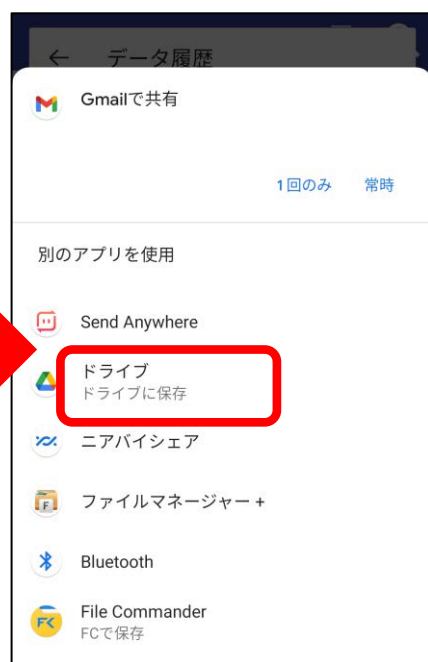 ← データ履歴
Gmailで共有
1回のみ 常時
別のアプリを使用
Send Anywhere
ドライブ
ドライブに保存
ニアバイシェア
ファイルマネージャー +
Bluetooth
File Commander
FCで保存